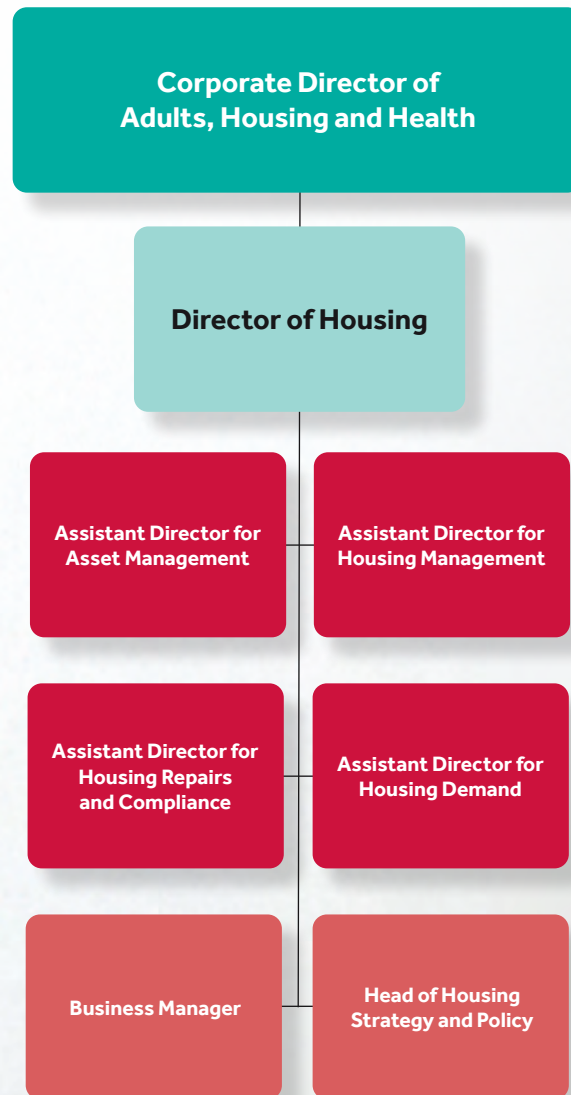 Corporate Director of
Adults, Housing and Health
Director of Housing
Assistant Director for
Asset Management
Assistant Director for
Housing Management
Assistant Director for
Housing Repairs
and Compliance
Assistant Director for
Housing Demand
Business Manager
Head of Housing
Strategy and Policy